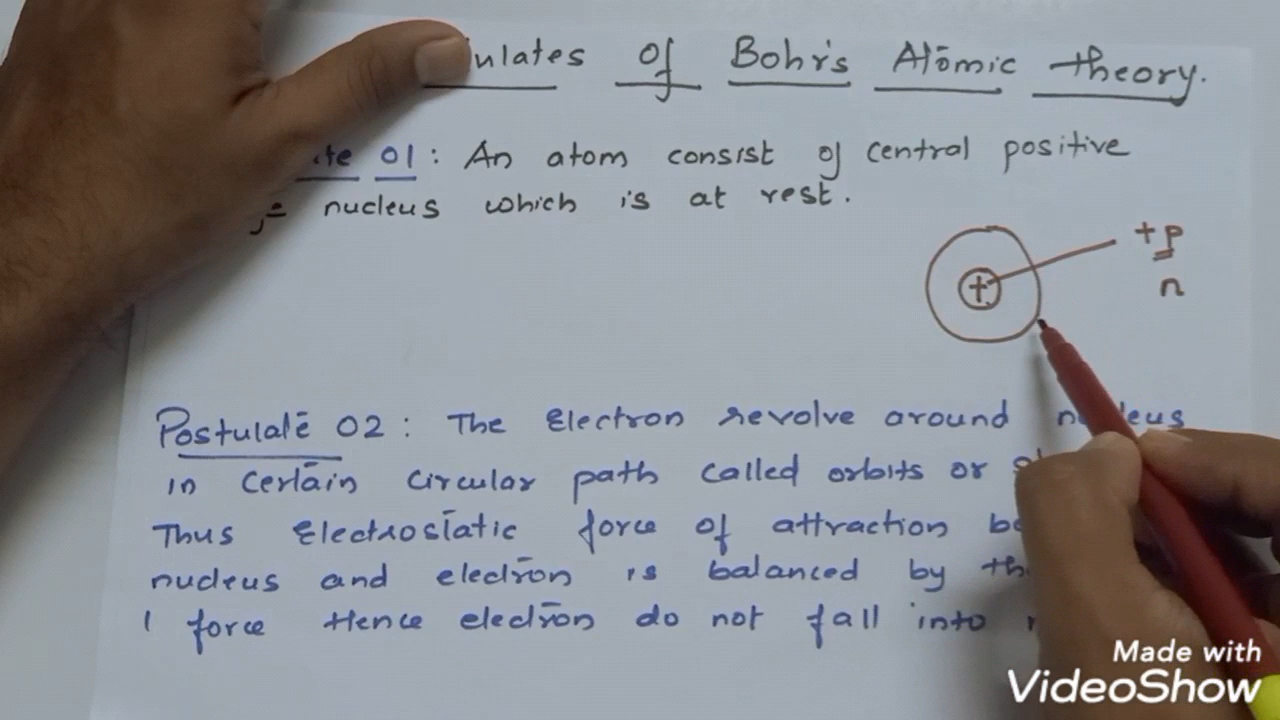 of Bohr's Atomic theory.
01: An atom consist of central positive
nucleus which is at rest.
+p
+
n
Postulate 02: The Electron revolve around
in certain circular path called orbits or
Thus Electrostatic force of attraction
nucleus and electron is balanced by
force Hence electron do not fall into
Made with
VideoShow